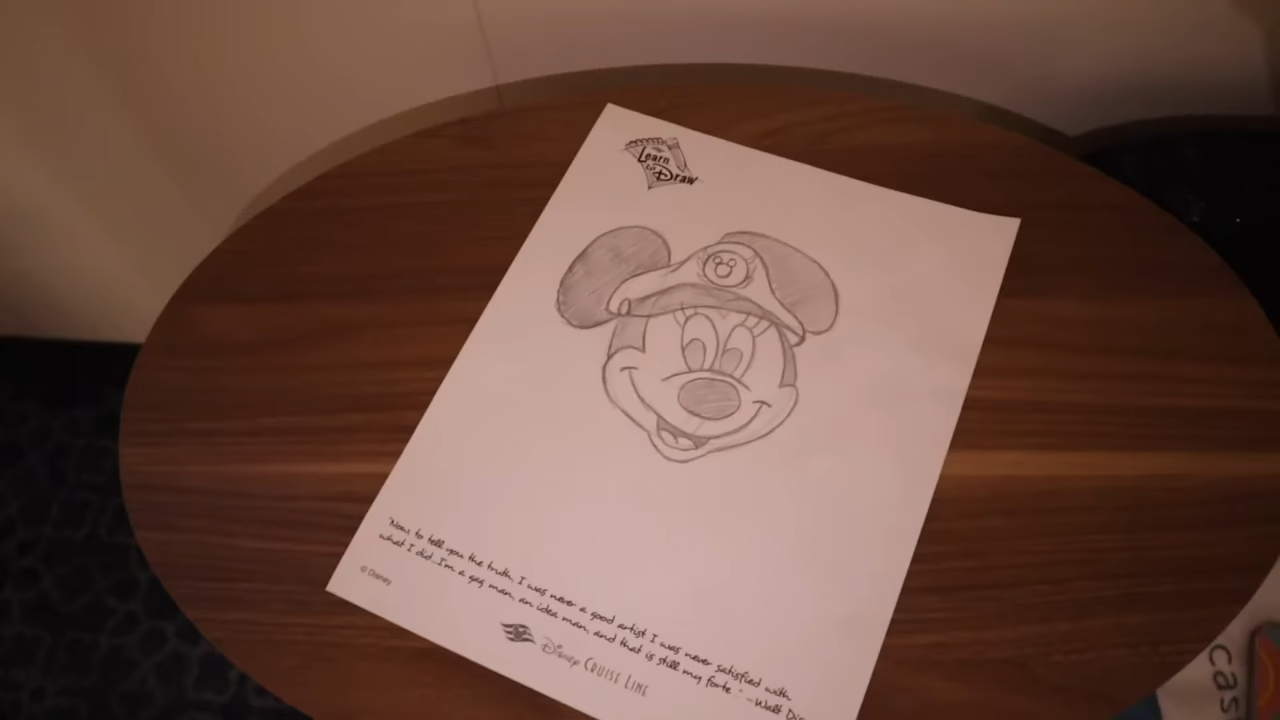 Learn
to
Draw
"Now, to tell you the truth, I was never a good artist. I was never satisfied with
what I did...I'm a gag man, an idea man, and that is still my forte." -Walt Dis
© Disney
Disney Cruise Line
cas